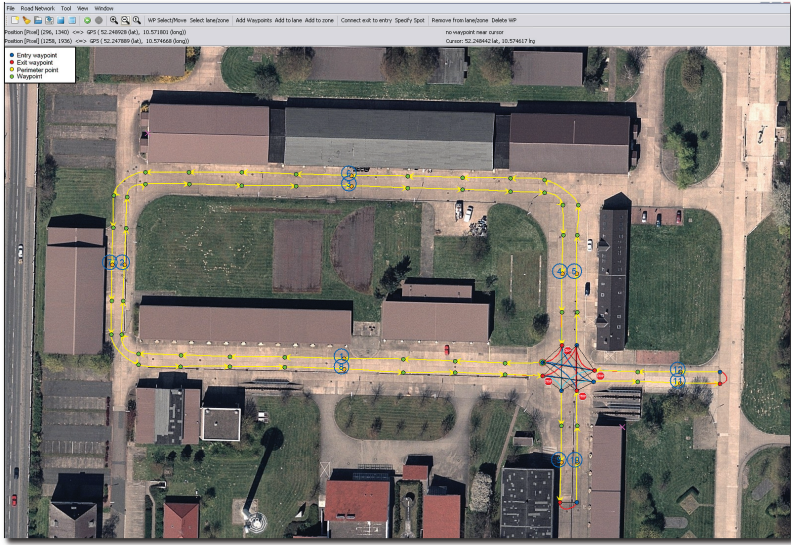 File Road Network Tool View Window
WP Select/Move Select lane/zone Add Waypoints Add to lane Add to zone Connect exit to entry Specify Spot Remove from lane/zone Delete WP
Position [Pixel] (296, 1340) <=> GPS ( 52.248928 (lat), 10.571801 (long)) no waypoint near cursor
Position [Pixel] (1258, 1936) <=> GPS ( 52.247889 (lat), 10.574668 (long)) Cursor: 52.248442 lat, 10.574617 lng
Entry waypoint
Exit waypoint
Perimeter point
Waypoint
4